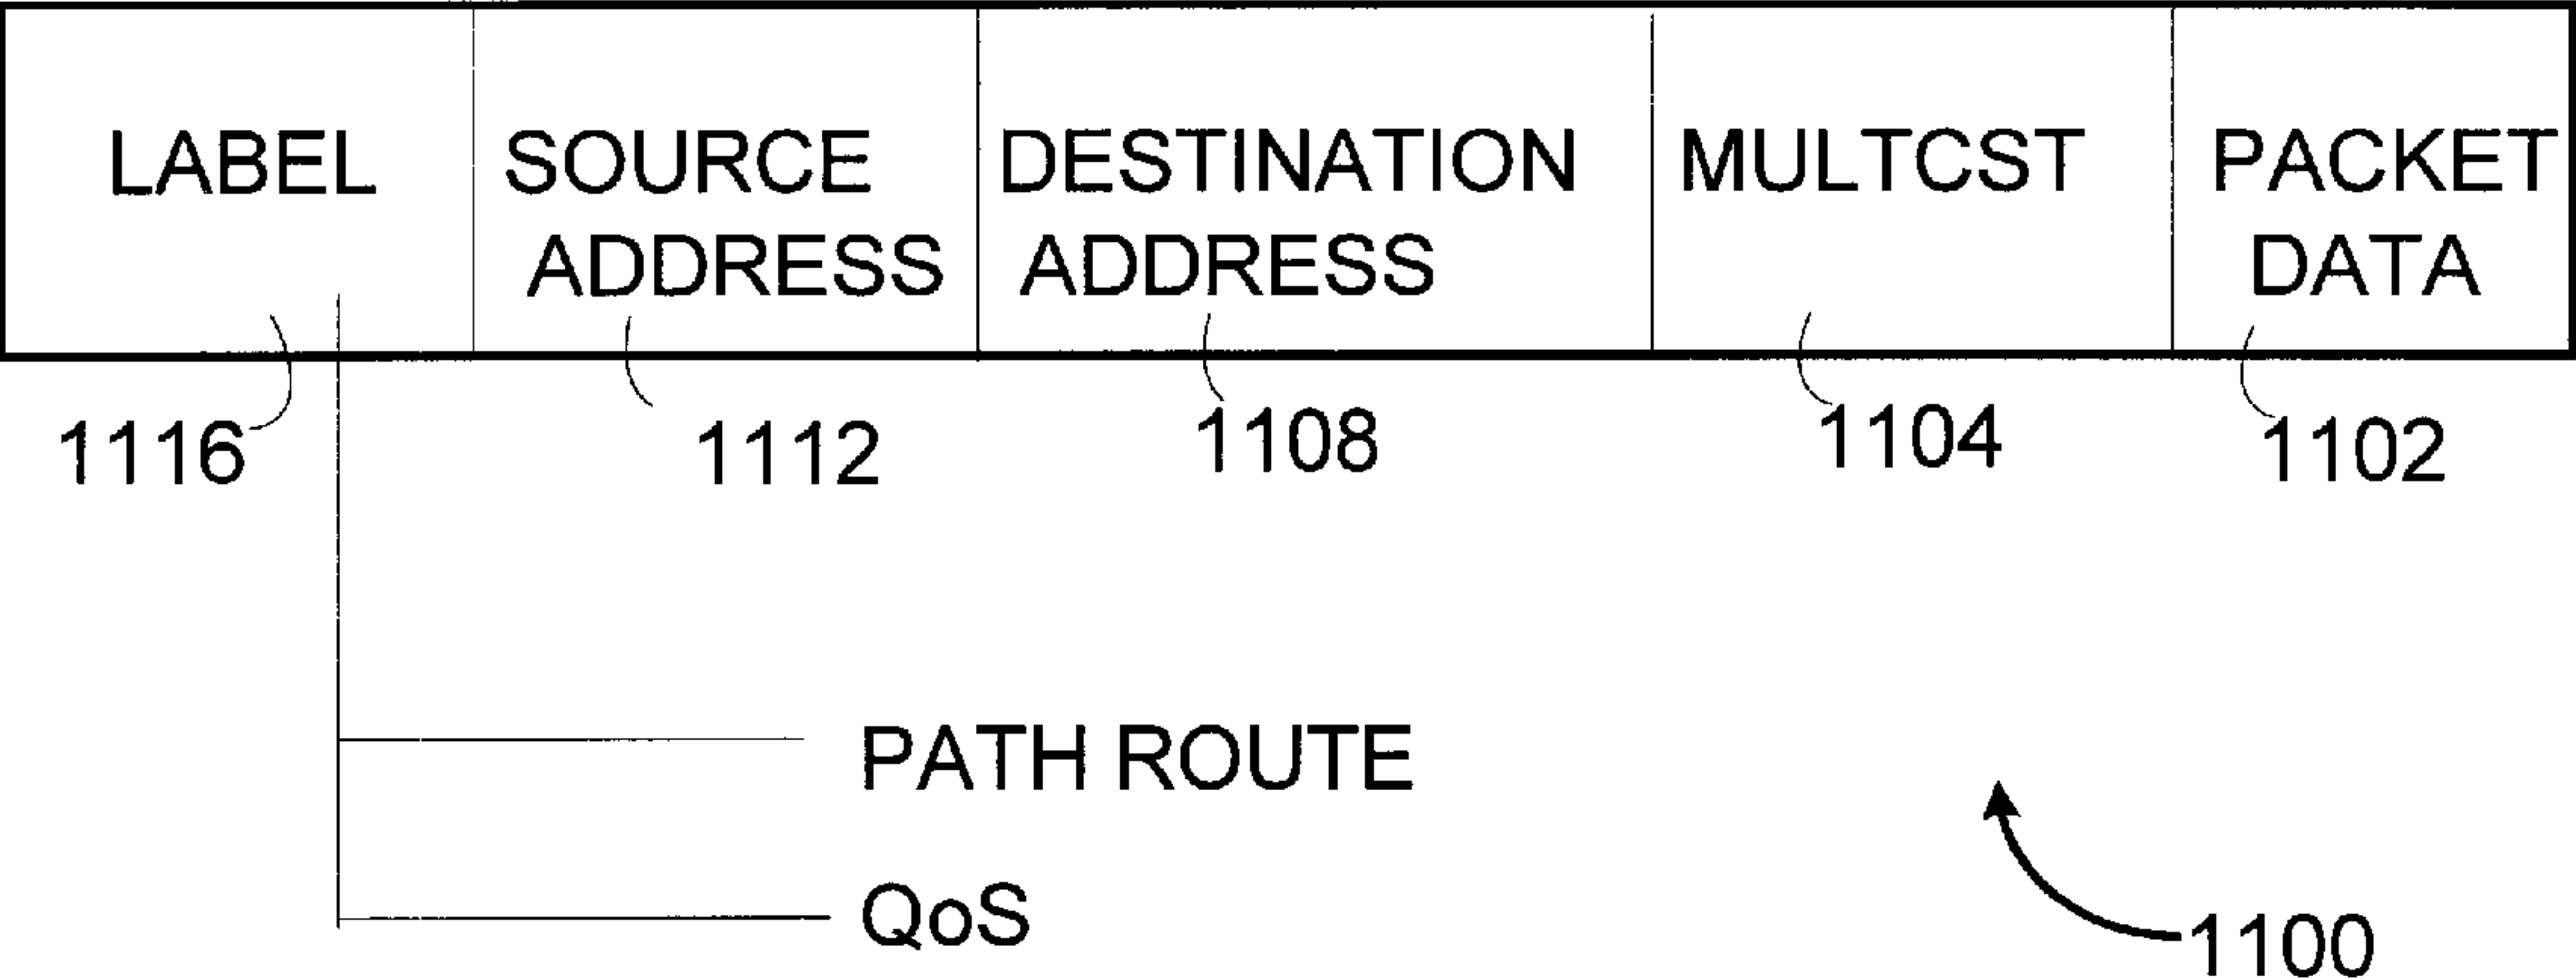 LABEL
SOURCE
ADDRESS
DESTINATION
ADDRESS
MULTCST
PACKET
DATA
1116
1112
1108
1104
1102
PATH ROUTE
QoS
1100